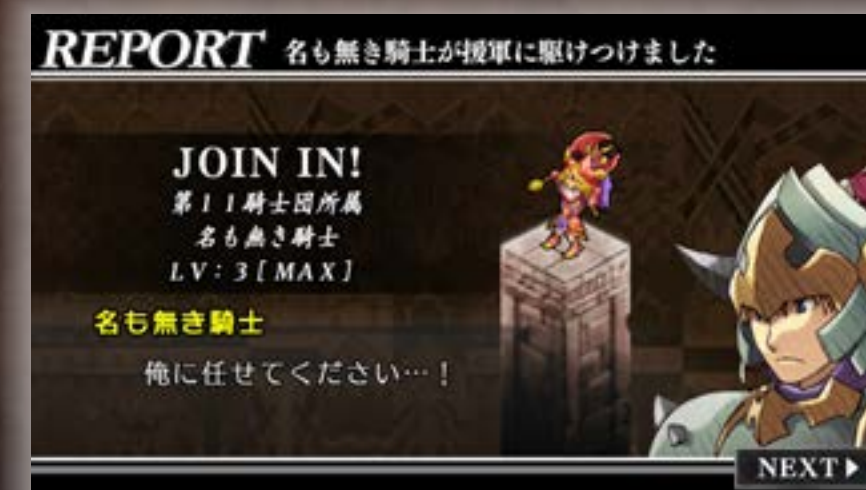 REPORT 名も無き騎士が援軍に駆けつけました
JOIN IN!
第11騎士団所属
名も無き騎士
LV:3[MAX]
名も無き騎士
俺に任せてください…!
NEXT▶